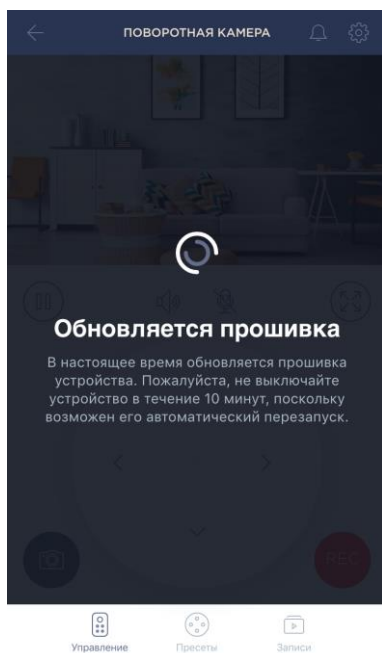 ПОВОРОТНАЯ КАМЕРА
Обновляется прошивка
В настоящее время обновляется прошивка
устройства. Пожалуйста, не выключайте
устройство в течение 10 минут, поскольку
возможен его автоматический перезапуск.
REC
Управление Пресеты Записи